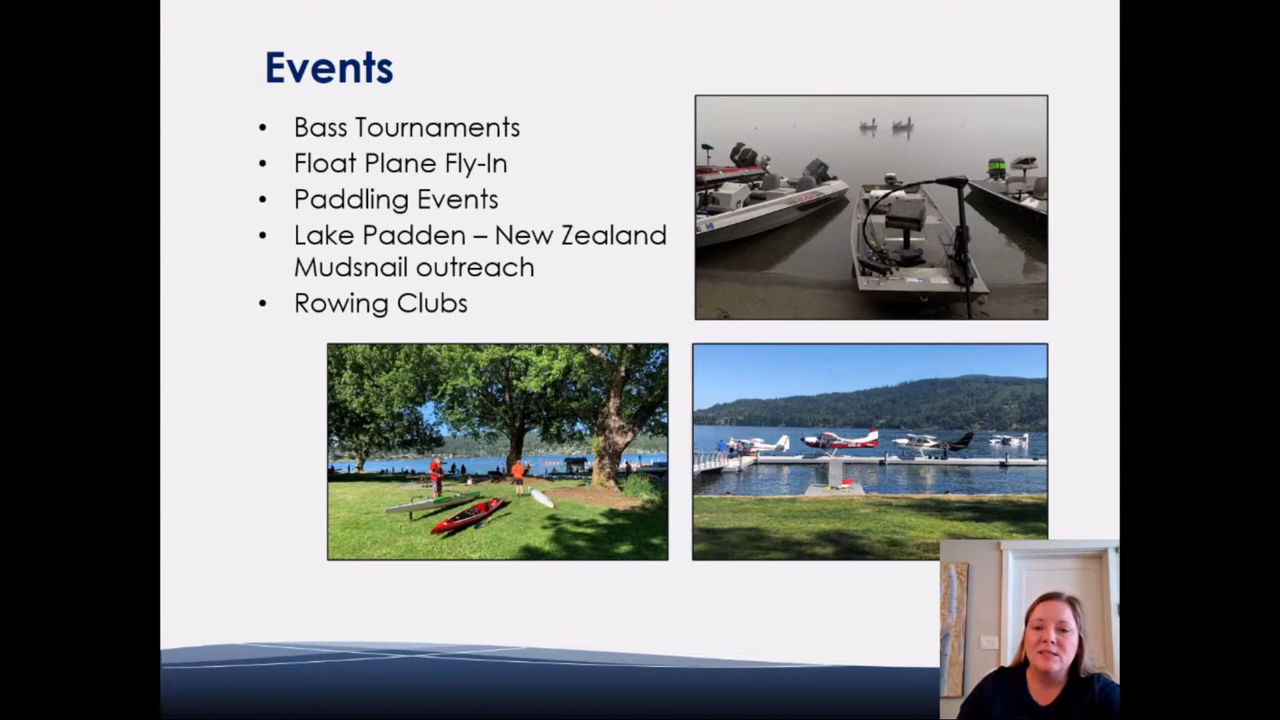 Events
• Bass Tournaments
• Float Plane Fly-In
• Paddling Events
• Lake Padden – New Zealand
Mudsnail outreach
• Rowing Clubs